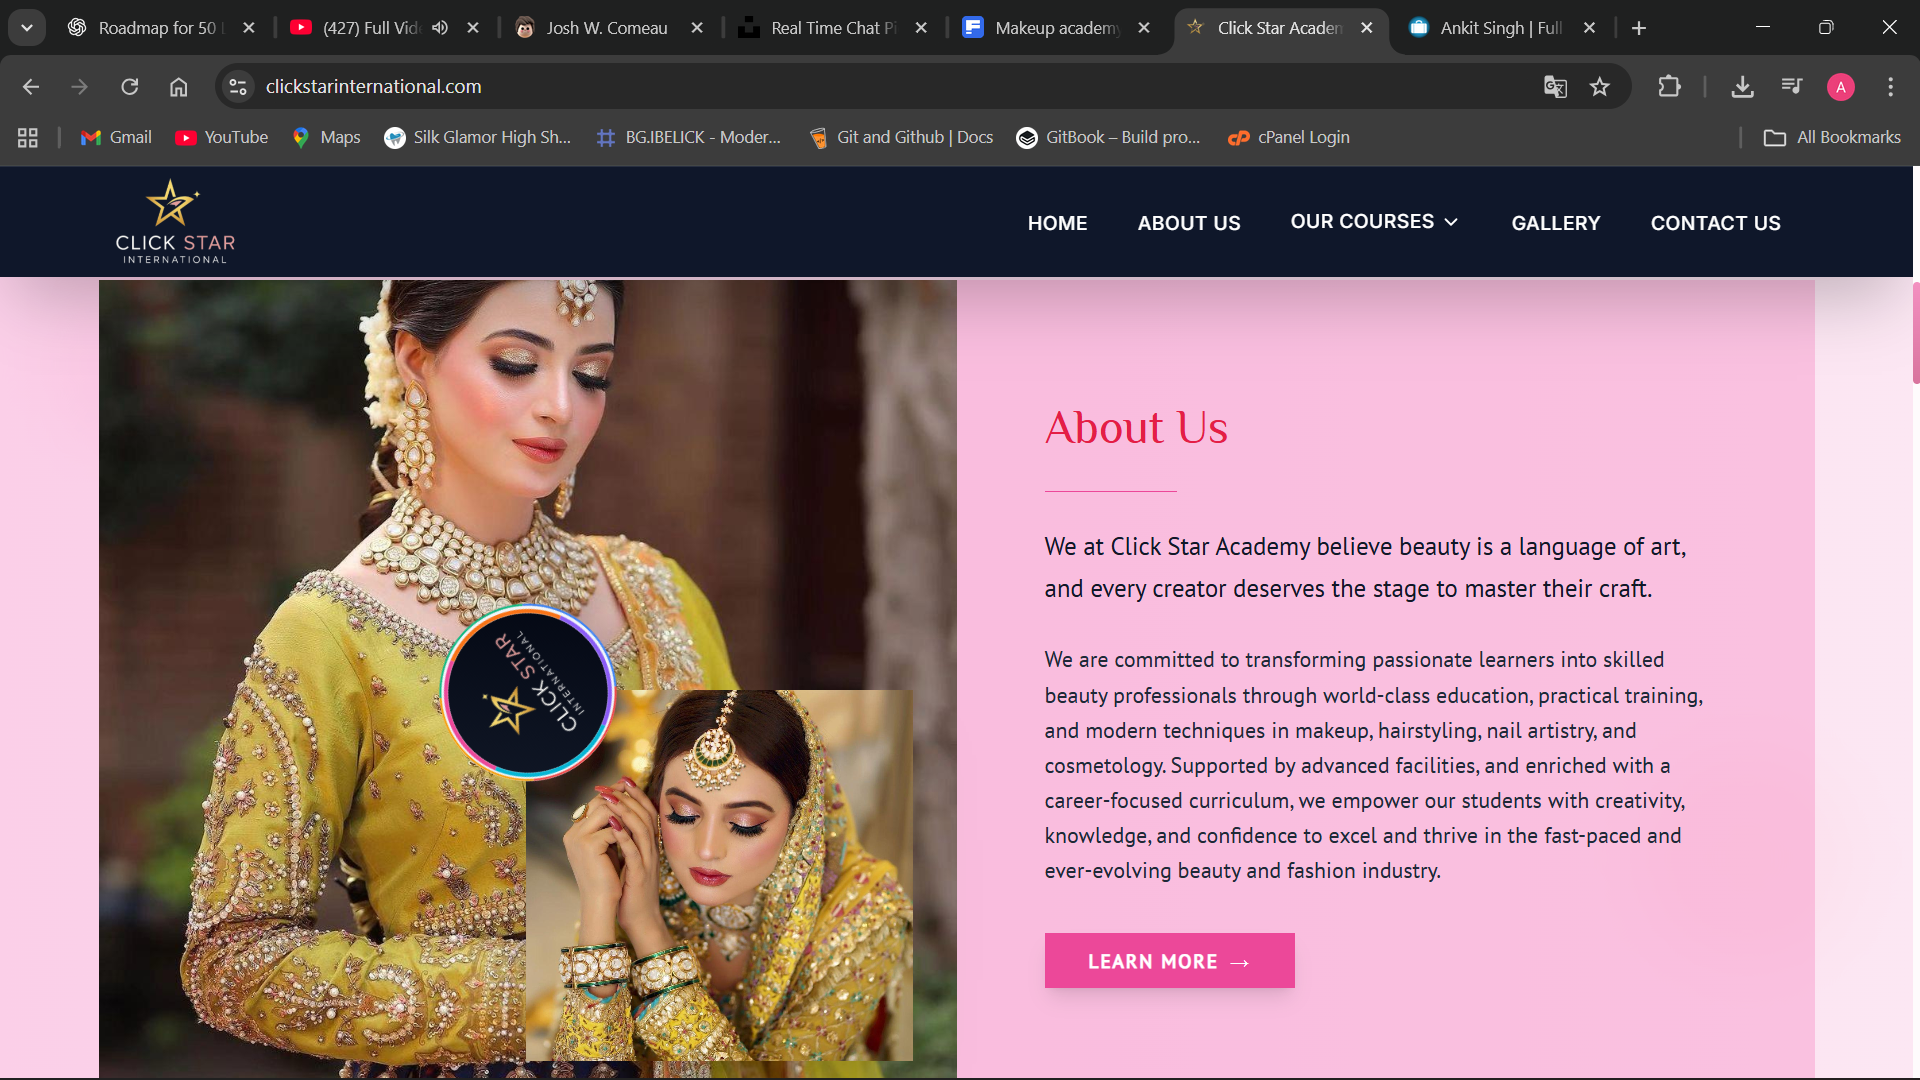 Roadmap for 50
(427) Full Vid
Josh W. Comeau
Real Time Chat
Makeup academy
Click Star Academ
Ankit Singh | Full
clickstarinternational.com
A
Gmail
YouTube
Maps
Silk Glamor High Sh...
BG.IBELICK - Moder...
Git and Github | Docs
GitBook – Build pro...
cPanel Login
All Bookmarks
CLICK STAR
INTERNATIONAL
HOME
ABOUT US
OUR COURSES
GALLERY
CONTACT US
About Us
We at Click Star Academy believe beauty is a language of art,
and every creator deserves the stage to master their craft.
We are committed to transforming passionate learners into skilled
beauty professionals through world-class education, practical training,
and modern techniques in makeup, hairstyling, nail artistry, and
cosmetology. Supported by advanced facilities, and enriched with a
career-focused curriculum, we empower our students with creativity,
knowledge, and confidence to excel and thrive in the fast-paced and
ever-evolving beauty and fashion industry.
LEARN MORE →
CLICK STAR
INTERNATIONAL